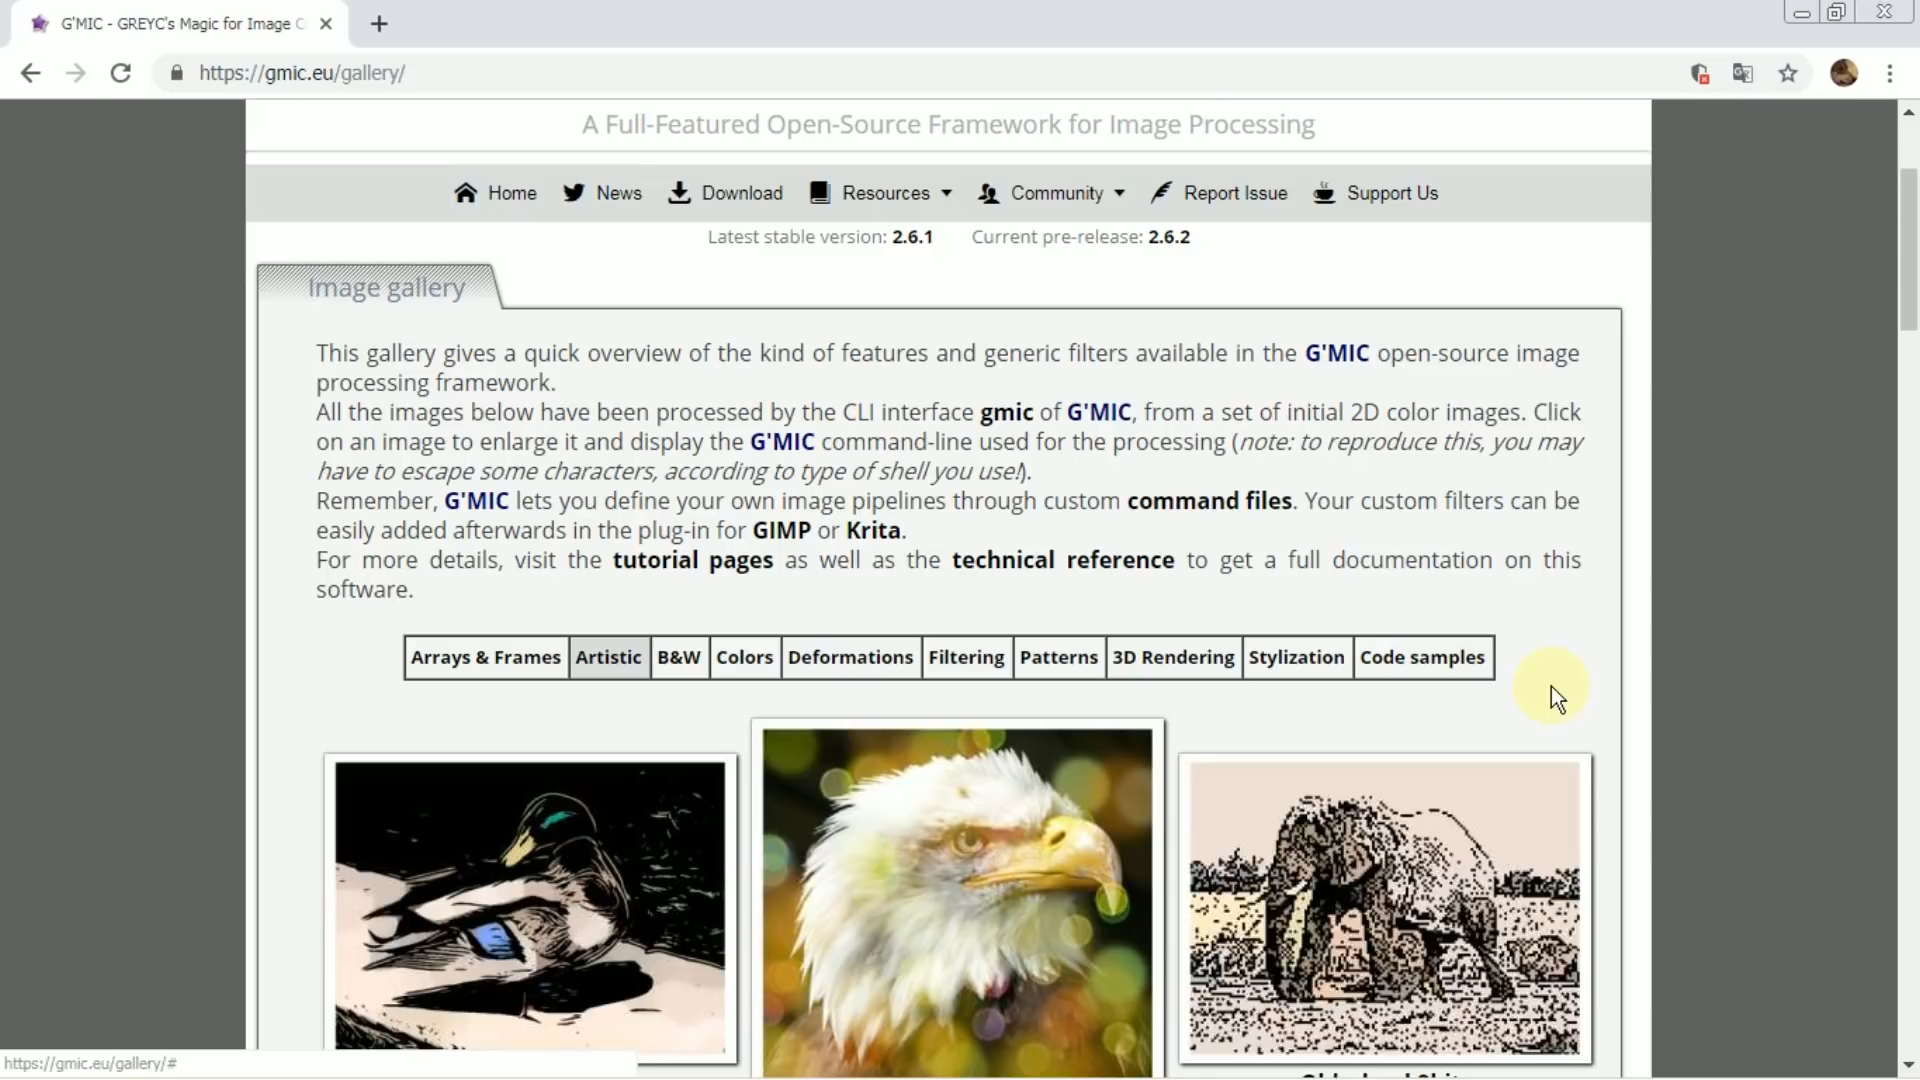 G'MIC - GREYC's Magic for Image C
https://gmic.eu/gallery/
A Full-Featured Open-Source Framework for Image Processing
Home News Download Resources Community Report Issue Support Us
Latest stable version: 2.6.1 Current pre-release: 2.6.2
Image gallery
This gallery gives a quick overview of the kind of features and generic filters available in the G'MIC open-source image
processing framework.
All the images below have been processed by the CLI interface gmic of G'MIC, from a set of initial 2D color images. Click
on an image to enlarge it and display the G'MIC command-line used for the processing (note: to reproduce this, you may
have to escape some characters, according to type of shell you use!).
Remember, G'MIC lets you define your own image pipelines through custom command files. Your custom filters can be
easily added afterwards in the plug-in for GIMP or Krita.
For more details, visit the tutorial pages as well as the technical reference to get a full documentation on this
software.
Arrays & Frames Artistic B&W Colors Deformations Filtering Patterns 3D Rendering Stylization Code samples
https://gmic.eu/gallery/#